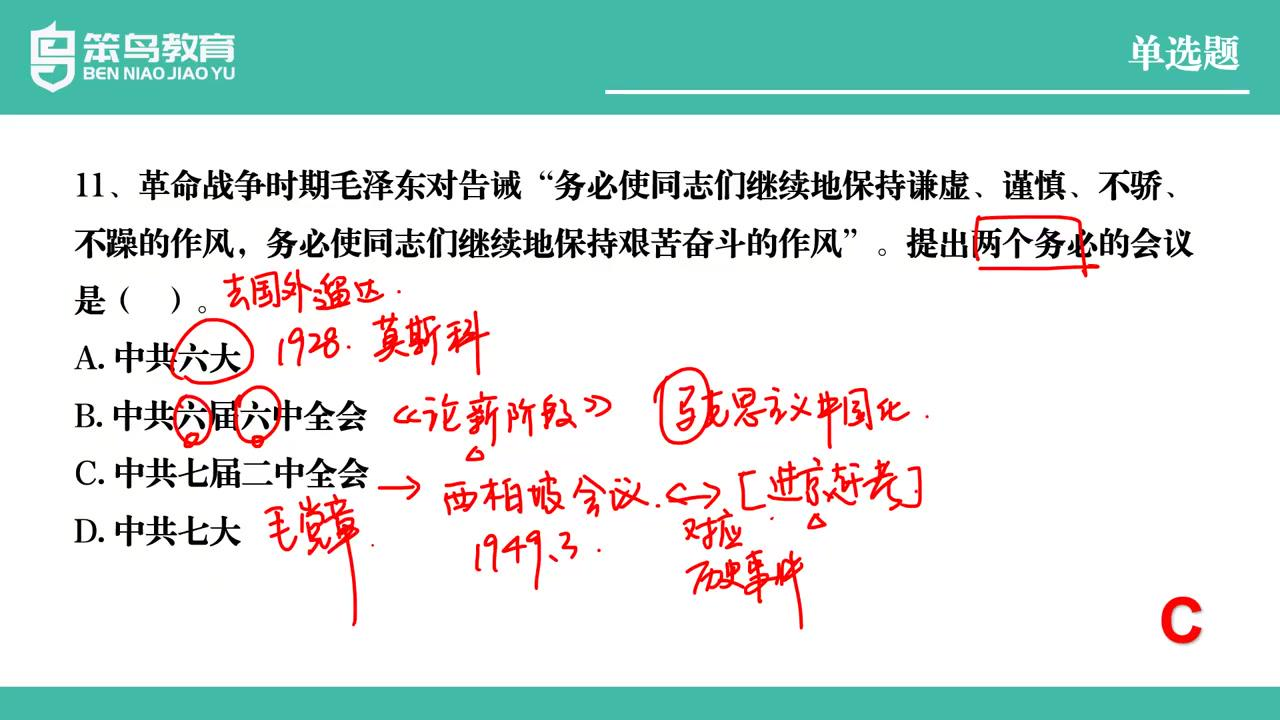 笨鸟教育
BEN NIAO JIAO YU
单选题
11、革命战争时期毛泽东对告诫“务必使同志们继续地保持谦虚、谨慎、不骄、
不躁的作风，务必使同志们继续地保持艰苦奋斗的作风”。提出两个务必的会议
是（ ）。去国外遛达.
A. 中共六大 1928. 莫斯科
B. 中共六届六中全会 《论新阶段》 马克思主义中国化.
C. 中共七届二中全会 → 西柏坡会议. ↔ [进京赶考]
D. 中共七大 毛党章. 1949、3. 对应
历史事件
C